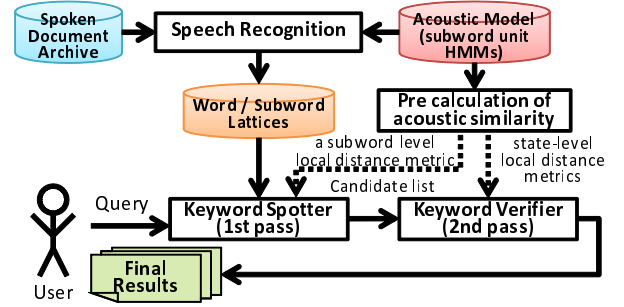 Spoken
Document
Archive
Speech Recognition
Acoustic Model
(subword unit
HMMs)
Word / Subword
Lattices
Pre calculation of
acoustic similarity
a subword level
local distance metric
state-level
local distance
metrics
Candidate list
Query
Keyword Spotter
(1st pass)
Keyword Verifier
(2nd pass)
User
Final
Results